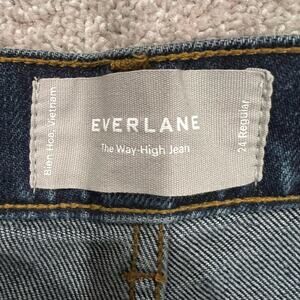 Bien Hoa, Vietnam
EVERLANE
The Way-High Jean
24 Regular